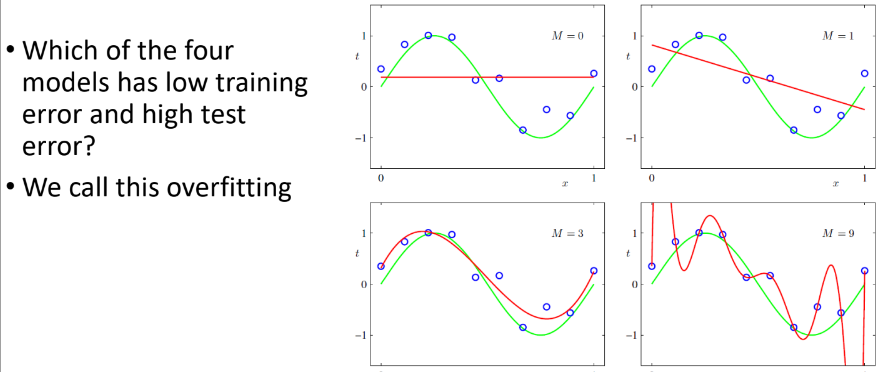 • Which of the four
models has low training
error and high test
error?
• We call this overfitting
M = 0
1
t
0
−1
0
x
1
M = 1
1
t
0
−1
0
x
1
M = 3
1
t
0
−1
M = 9
1
t
0
−1